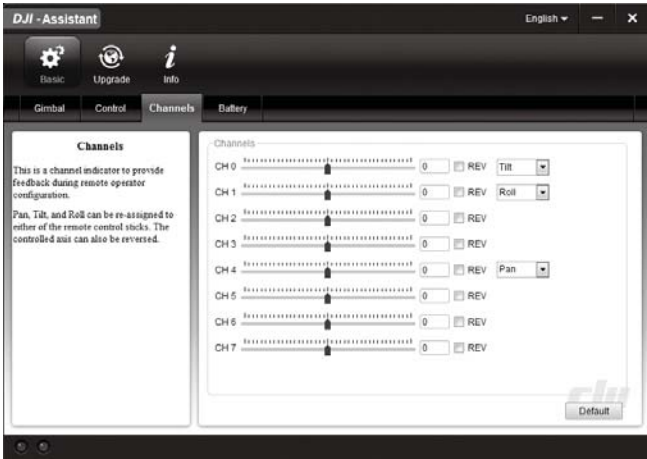 DJI - Assistant
English
Basic
Upgrade
Info
Gimbal
Control
Channels
Battery
Channels
This is a channel indicator to provide
feedback during remote operator
configuration.
Pan, Tilt, and Roll can be re-assigned to
either of the remote control sticks. The
controlled axis can also be reversed.
Channels
CH 0 0 REV Tilt
CH 1 0 REV Roll
CH 2 0 REV
CH 3 0 REV
CH 4 0 REV Pan
CH 5 0 REV
CH 6 0 REV
CH 7 0 REV
Default